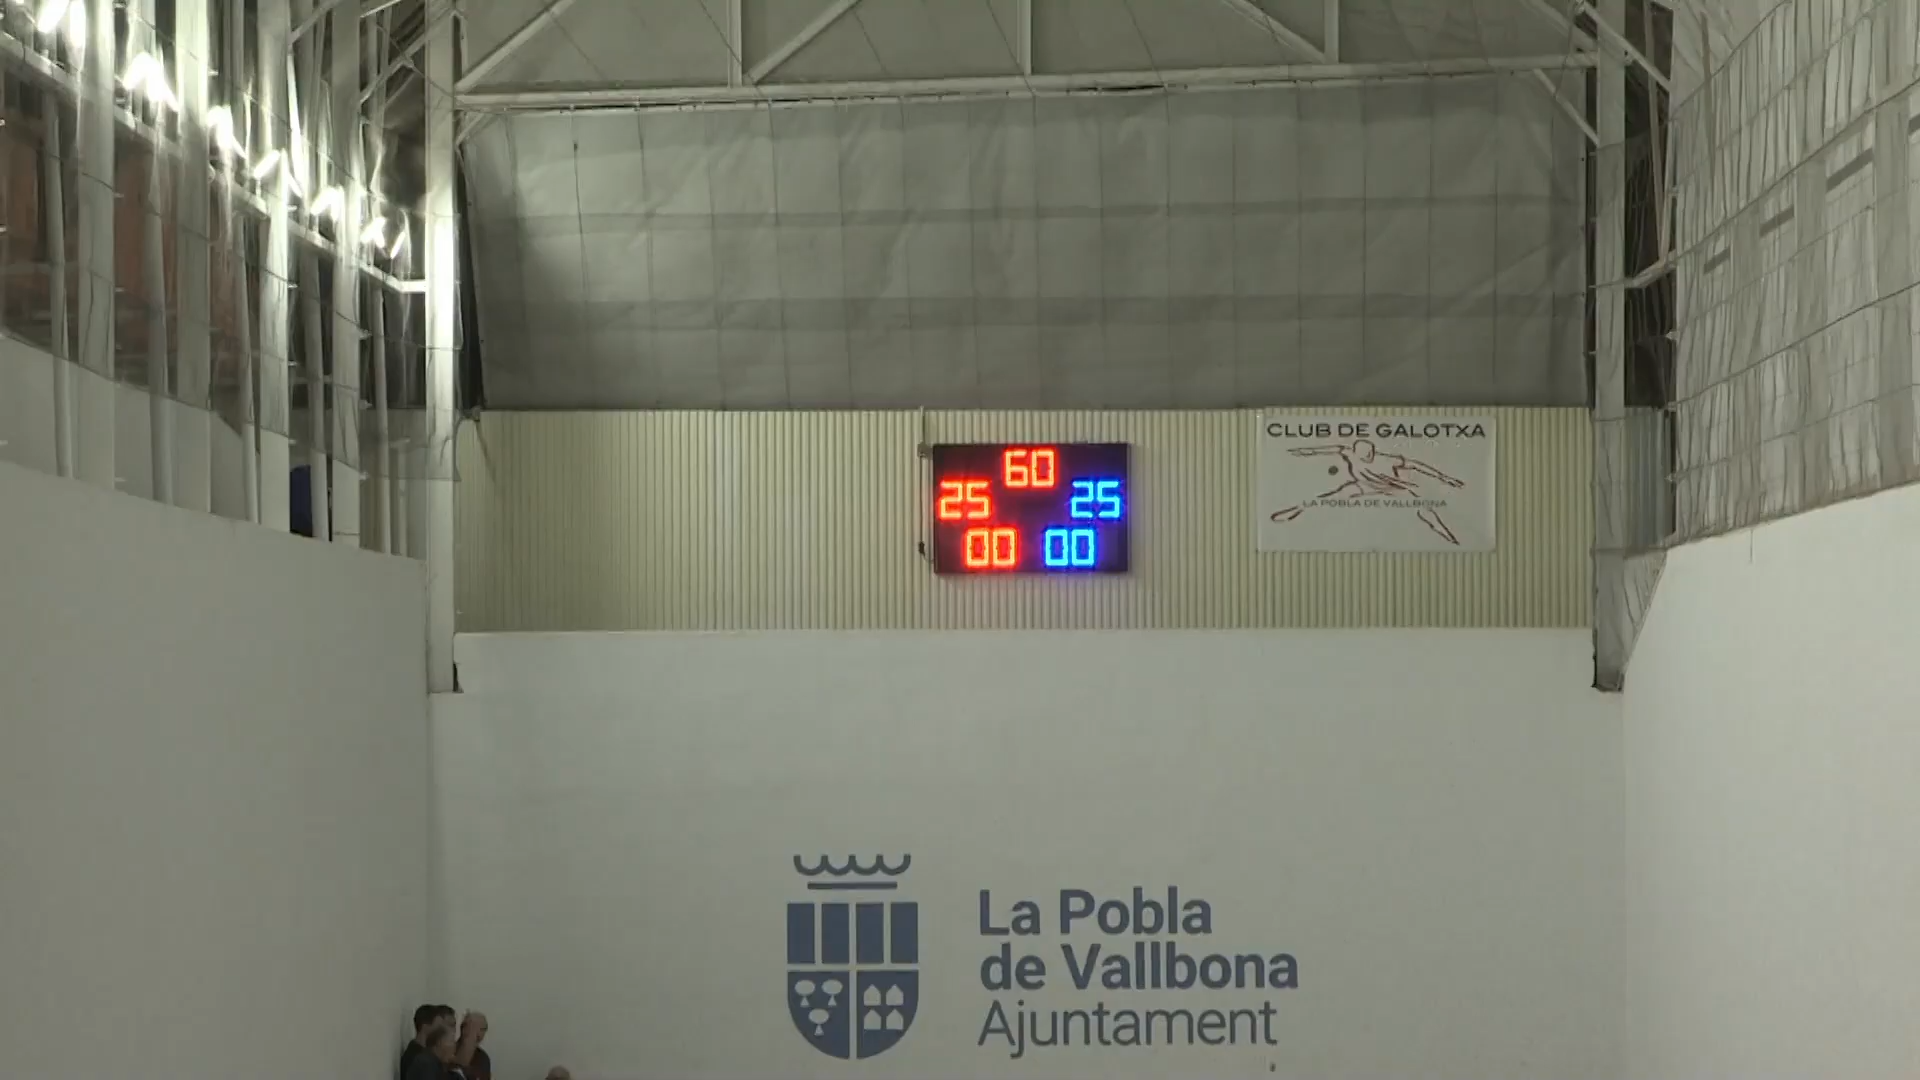 60
25 25
00 00
CLUB DE GALOTXA
LA POBLA DE VALLBONA
La Pobla
de Vallbona
Ajuntament